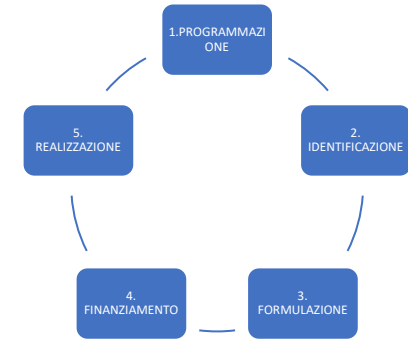 1.PROGRAMMAZI
ONE
2.
IDENTIFICAZIONE
3.
FORMULAZIONE
4.
FINANZIAMENTO
5.
REALIZZAZIONE